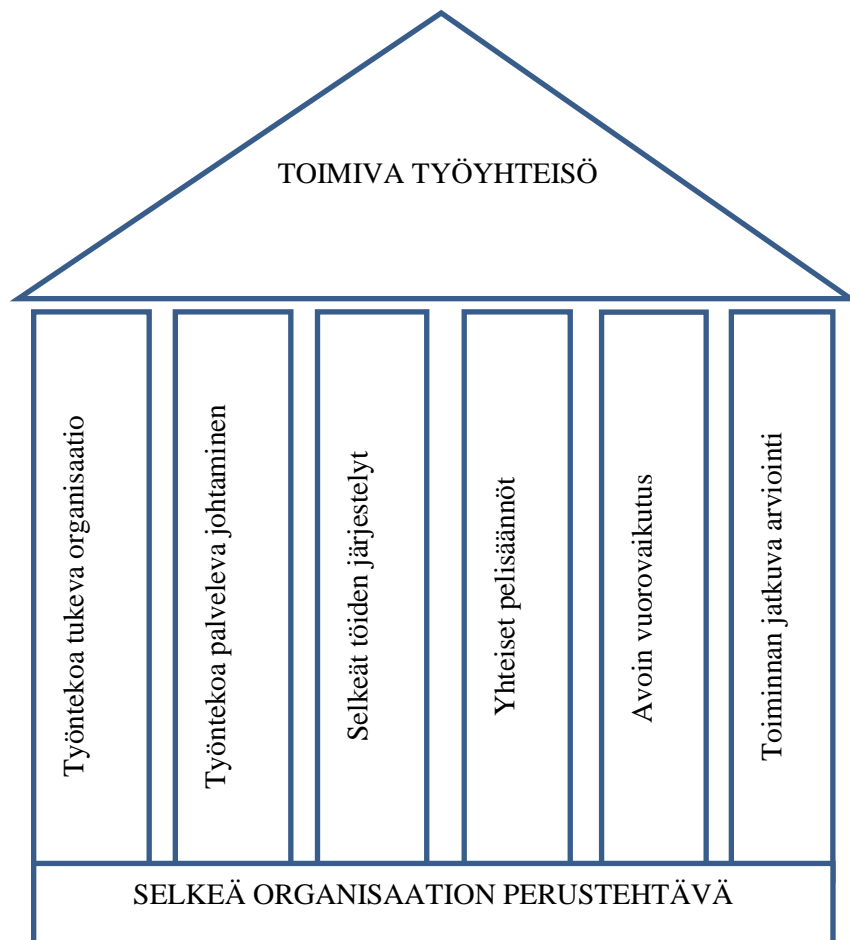 TOIMIVA TYÖYHTEISÖ
Työntekoa tukeva organisaatio
Työntekoa palveleva johtaminen
Selkeät töiden järjestelyt
Yhteiset pelisäännöt
Avoin vuorovaikutus
Toiminnan jatkuva arviointi
SELKEÄ ORGANISAATION PERUSTEHTÄVÄ